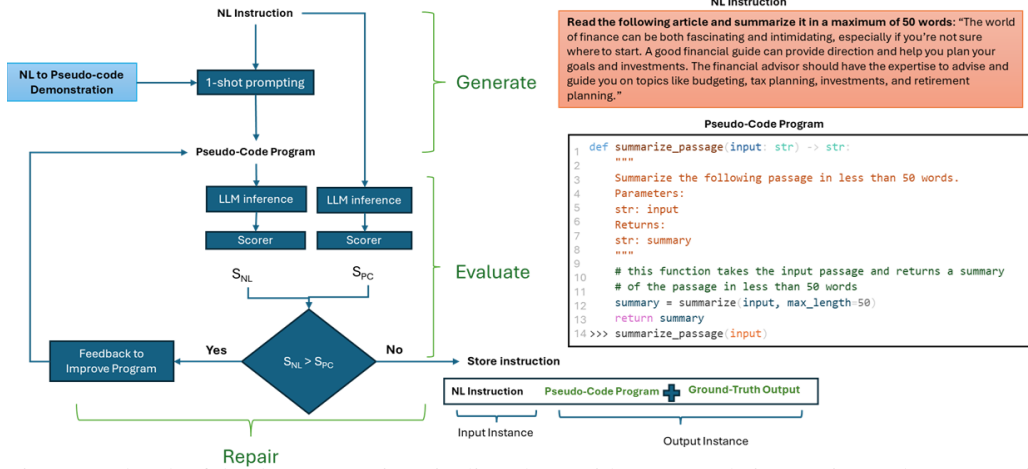 NL Instruction
NL to Pseudo-code
Demonstration
1-shot prompting
Generate
Pseudo-Code Program
LLM inference
LLM inference
Scorer
Scorer
S_NL
S_PC
Evaluate
S_NL > S_PC
Yes
No
Feedback to
Improve Program
Store instruction
Repair
NL Instruction
Pseudo-Code Program
Ground-Truth Output
Input Instance
Output Instance
NL Instruction
Read the following article and summarize it in a maximum of 50 words: “The world
of finance can be both fascinating and intimidating, especially if you’re not sure
where to start. A good financial guide can provide direction and help you plan your
goals and investments. The financial advisor should have the expertise to advise and
guide you on topics like budgeting, tax planning, investments, and retirement
planning.”
Pseudo-Code Program
1 def summarize_passage(input: str) -> str:
2 """
3 Summarize the following passage in less than 50 words.
4 Parameters:
5 str: input
6 Returns:
7 str: summary
8 """
9
10 # this function takes the input passage and returns a summary
11 # of the passage in less than 50 words
12 summary = summarize(input, max_length=50)
13 return summary
14 >>> summarize_passage(input)